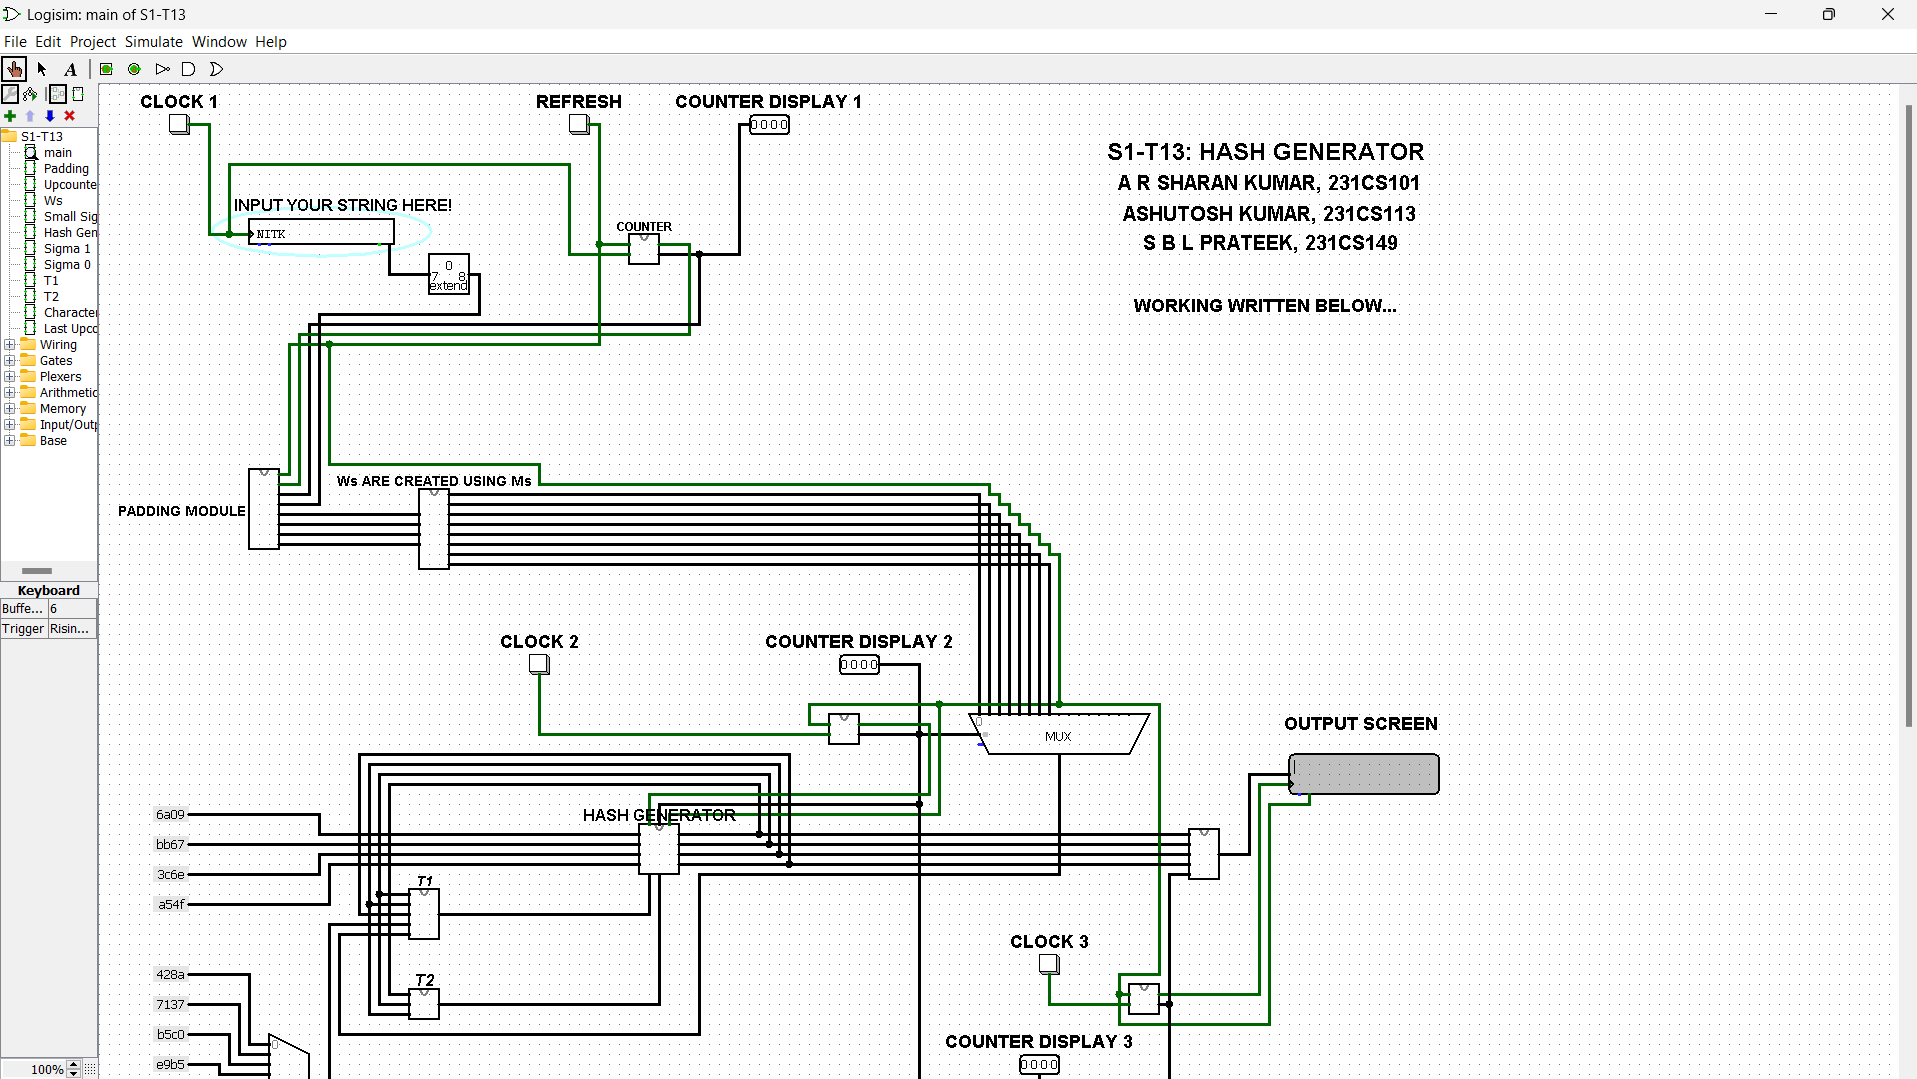 Logisim: main of S1-T13
File Edit Project Simulate Window Help
CLOCK 1
REFRESH
COUNTER DISPLAY 1
0000
S1-T13
main
Padding
Upcounte
Ws
Small Sig
Hash Gen
Sigma 1
Sigma 0
T1
T2
Character
Last Upco
Wiring
Gates
Plexers
Arithmetic
Memory
Input/Outp
Base
Keyboard
Buffe... 6
Trigger Risin...
100%
S1-T13: HASH GENERATOR
A R SHARAN KUMAR, 231CS101
ASHUTOSH KUMAR, 231CS113
S B L PRATEEK, 231CS149
WORKING WRITTEN BELOW...
INPUT YOUR STRING HERE!
NITK
COUNTER
0
7 8
extend
Ws ARE CREATED USING Ms
PADDING MODULE
CLOCK 2
COUNTER DISPLAY 2
0000
0
MUX
OUTPUT SCREEN
HASH GENERATOR
6a09
bb67
3c6e
a54f
T1
T2
428a
7137
b5c0
e9b5
0
CLOCK 3
COUNTER DISPLAY 3
0000